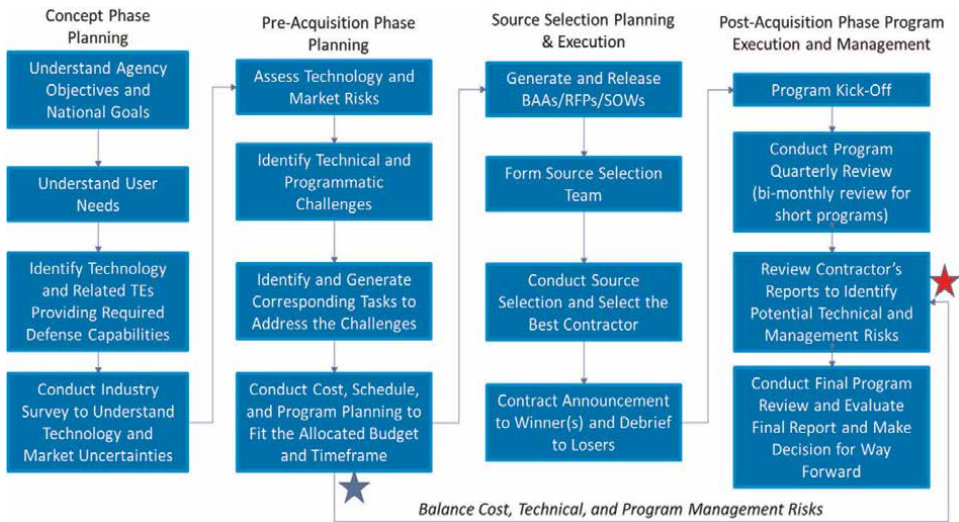 Concept Phase
Planning
Understand Agency
Objectives and
National Goals
Understand User
Needs
Identify Technology
and Related TEs
Providing Required
Defense Capabilities
Conduct Industry
Survey to Understand
Technology and
Market Uncertainties
Pre-Acquisition Phase
Planning
Assess Technology and
Market Risks
Identify Technical and
Programmatic
Challenges
Identify and Generate
Corresponding Tasks to
Address the Challenges
Conduct Cost, Schedule,
and Program Planning to
Fit the Allocated Budget
and Timeframe
Source Selection Planning
& Execution
Generate and Release
BAAs/RFPs/SOWs
Form Source Selection
Team
Conduct Source
Selection and Select the
Best Contractor
Contract Announcement
to Winner(s) and Debrief
to Losers
Post-Acquisition Phase Program
Execution and Management
Program Kick-Off
Conduct Program
Quarterly Review
(bi-monthly review for
short programs)
Review Contractor's
Reports to Identify
Potential Technical and
Management Risks
Conduct Final Program
Review and Evaluate
Final Report and Make
Decision for Way
Forward
Balance Cost, Technical, and Program Management Risks